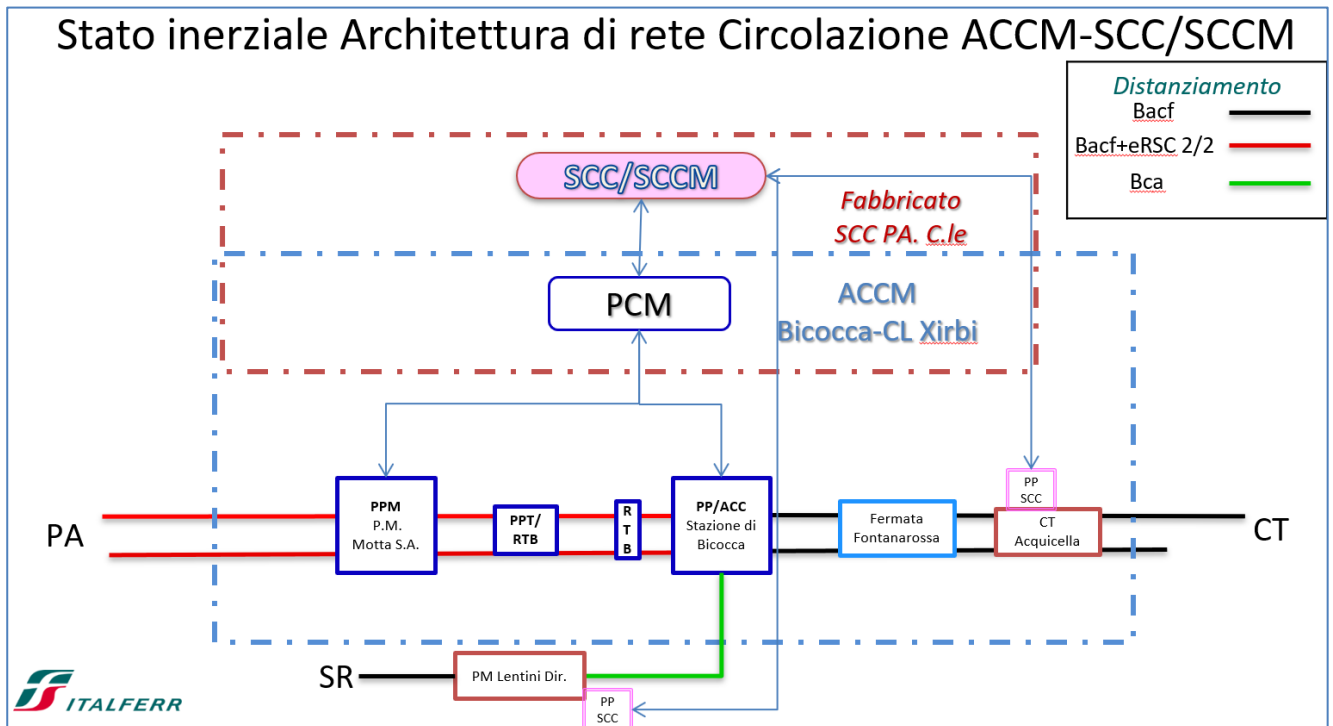 Stato inerziale Architettura di rete Circolazione ACCM-SCC/SCCM
Distanziamento
Bacf
Bacf+eRSC 2/2
Bca
SCC/SCCM
Fabbricato
SCC PA. C.le
PCM
ACCM
Bicocca-CL Xirbi
PA
PPM
P.M.
Motta S.A.
PPT/
RTB
R
T
B
PP/ACC
Stazione di
Bicocca
Fermata
Fontanarossa
PP
SCC
CT
Acquicella
CT
SR
PM Lentini Dir.
PP
SCC
ITALFERR